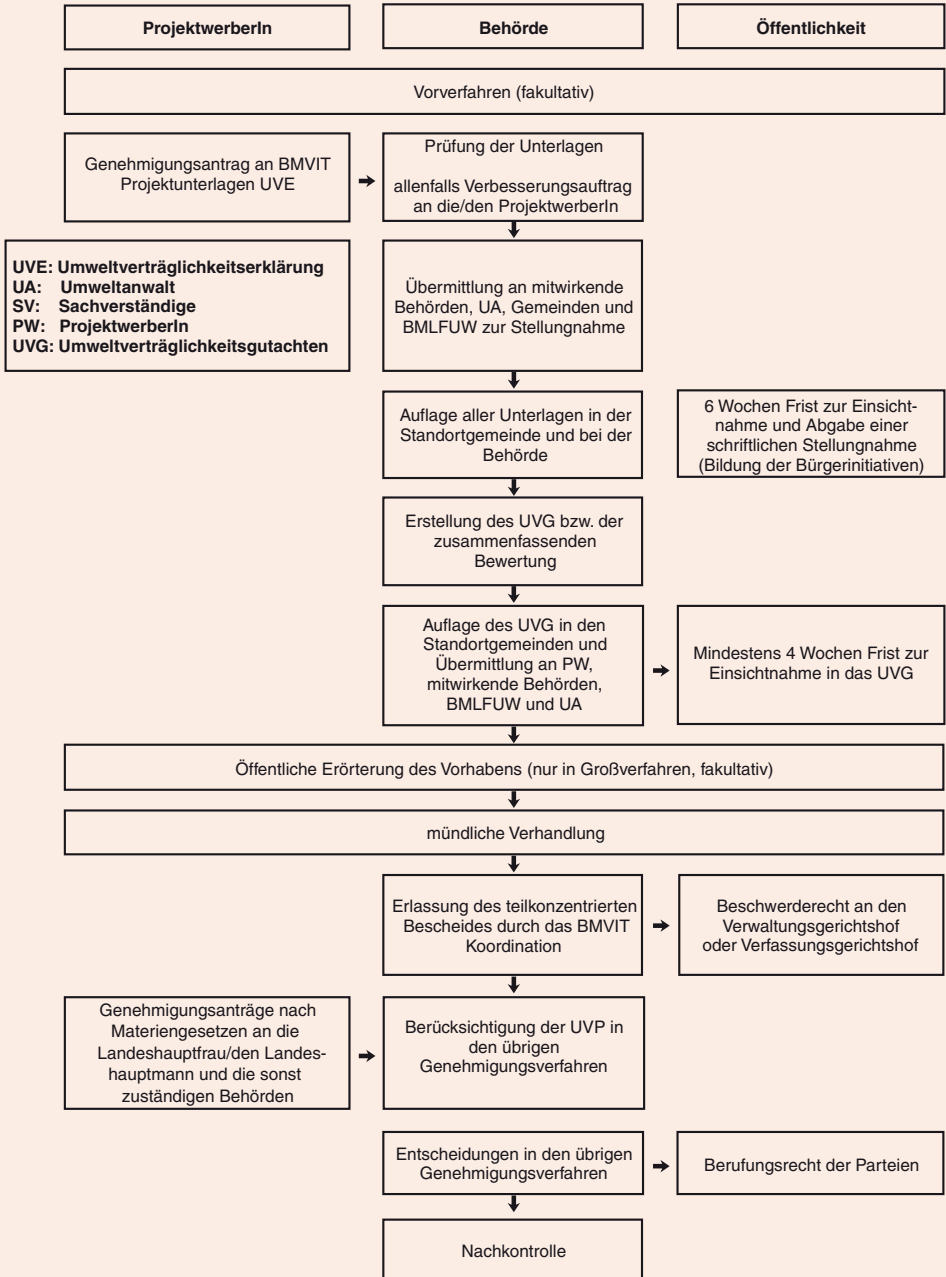 ProjektwerberIn
Behörde
Öffentlichkeit
Vorverfahren (fakultativ)
Genehmigungsantrag an BMVIT
Projektunterlagen UVE
Prüfung der Unterlagen
allenfalls Verbesserungsauftrag
an die/den ProjektwerberIn
UVE: Umweltverträglichkeitserklärung
UA: Umweltanwalt
SV: Sachverständige
PW: ProjektwerberIn
UVG: Umweltverträglichkeitsgutachten
Übermittlung an mitwirkende
Behörden, UA, Gemeinden und
BMLFUW zur Stellungnahme
Auflage aller Unterlagen in der
Standortgemeinde und bei der
Behörde
6 Wochen Frist zur Einsicht-
nahme und Abgabe einer
schriftlichen Stellungnahme
(Bildung der Bürgerinitiativen)
Erstellung des UVG bzw. der
zusammenfassenden
Bewertung
Auflage des UVG in den
Standortgemeinden und
Übermittlung an PW,
mitwirkende Behörden,
BMLFUW und UA
Mindestens 4 Wochen Frist zur
Einsichtnahme in das UVG
Öffentliche Erörterung des Vorhabens (nur in Großverfahren, fakultativ)
mündliche Verhandlung
Erlassung des teilkonzentrierten
Bescheides durch das BMVIT
Koordination
Beschwerderecht an den
Verwaltungsgerichtshof
oder Verfassungsgerichtshof
Genehmigungsanträge nach
Materiengesetzen an die
Landeshauptfrau/den Landes-
hauptmann und die sonst
zuständigen Behörden
Berücksichtigung der UVP in
den übrigen
Genehmigungsverfahren
Entscheidungen in den übrigen
Genehmigungsverfahren
Berufungsrecht der Parteien
Nachkontrolle